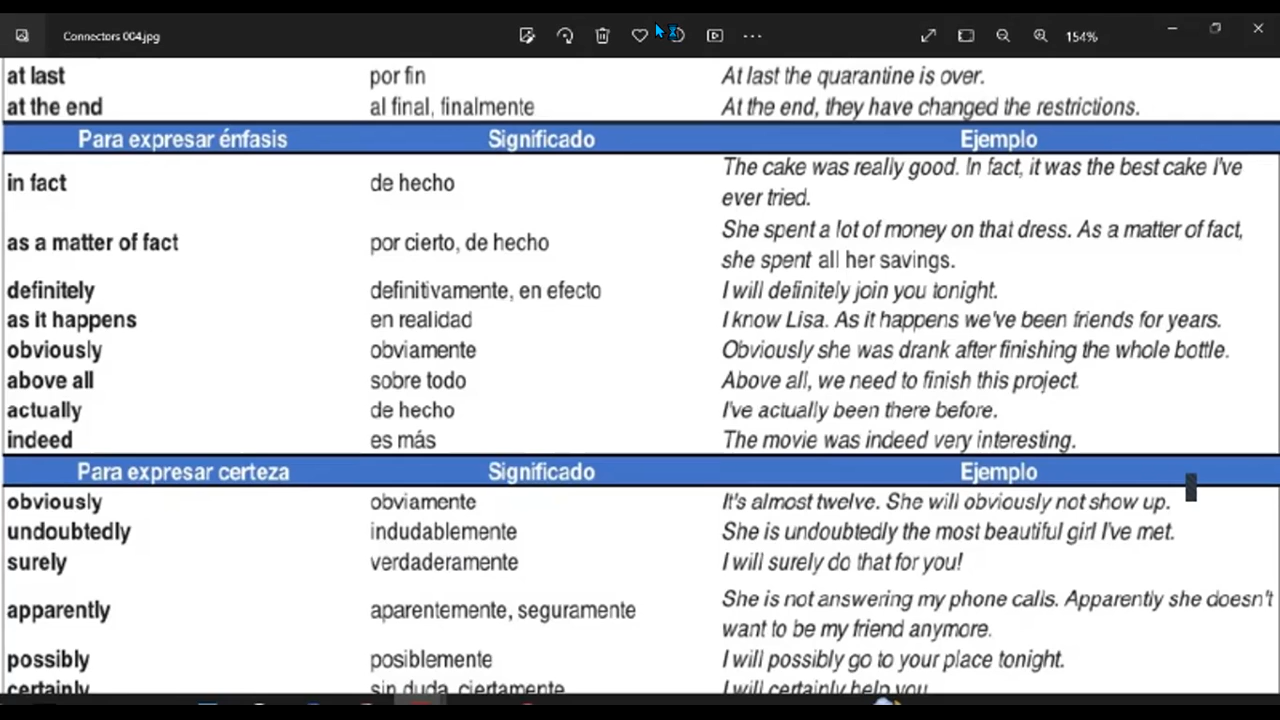 Connectors 004.jpg
154%
at last por fin At last the quarantine is over.
at the end al final, finalmente At the end, they have changed the restrictions.
Para expresar énfasis Significado Ejemplo
in fact de hecho The cake was really good. In fact, it was the best cake I've
ever tried.
as a matter of fact por cierto, de hecho She spent a lot of money on that dress. As a matter of fact,
she spent all her savings.
definitely definitivamente, en efecto I will definitely join you tonight.
as it happens en realidad I know Lisa. As it happens we've been friends for years.
obviously obviamente Obviously she was drank after finishing the whole bottle.
above all sobre todo Above all, we need to finish this project.
actually de hecho I've actually been there before.
indeed es más The movie was indeed very interesting.
Para expresar certeza Significado Ejemplo
obviously obviamente It's almost twelve. She will obviously not show up.
undoubtedly indudablemente She is undoubtedly the most beautiful girl I've met.
surely verdaderamente I will surely do that for you!
apparently aparentemente, seguramente She is not answering my phone calls. Apparently she doesn't
want to be my friend anymore.
possibly posiblemente I will possibly go to your place tonight.
certainly sin duda, ciertamente I will certainly help you